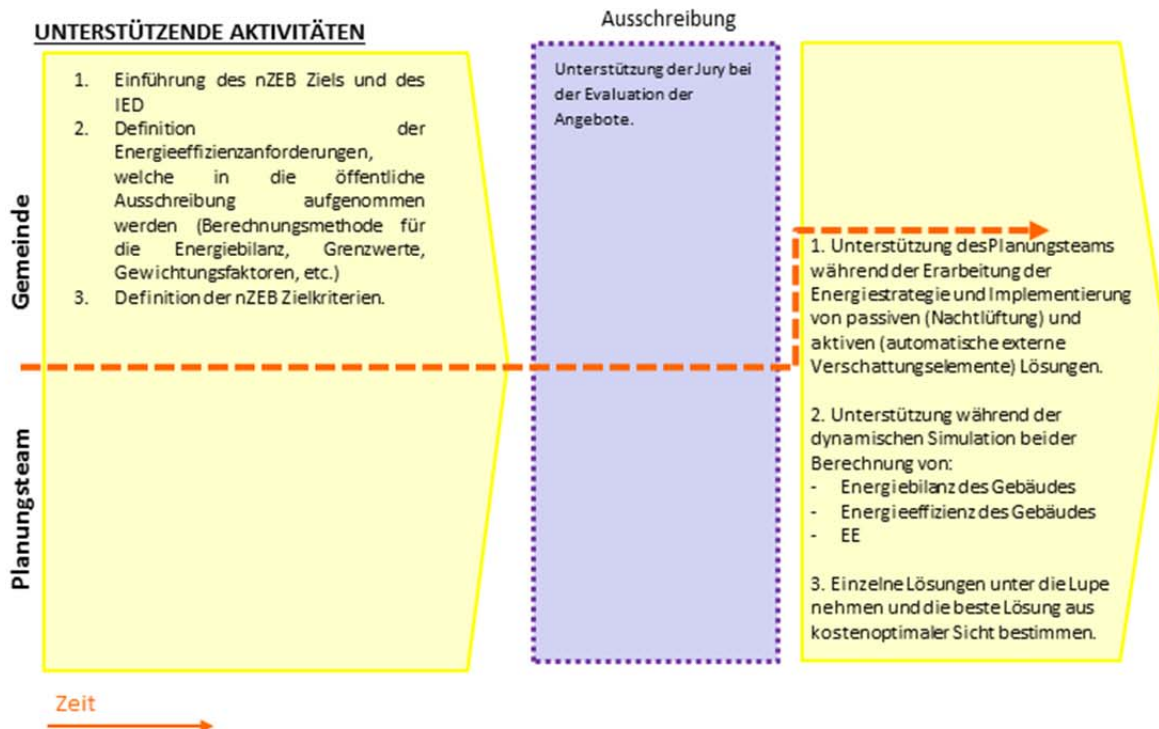 Ausschreibung
UNTERSTÜTZENDE AKTIVITÄTEN
1. Einführung des nZEB Ziels und des
IED
2. Definition der
Energieeffizienzanforderungen,
welche in die öffentliche
Ausschreibung aufgenommen
werden (Berechnungsmethode für
die Energiebilanz, Grenzwerte,
Gewichtungsfaktoren, etc.)
3. Definition der nZEB Zielkriterien.
Unterstützung der Jury bei
der Evaluation der
Angebote.
1. Unterstützung des Planungsteams
während der Erarbeitung der
Energiestrategie und Implementierung
von passiven (Nachtlüftung) und
aktiven (automatische externe
Verschattungselemente) Lösungen.
2. Unterstützung während der
dynamischen Simulation bei der
Berechnung von:
- Energiebilanz des Gebäudes
- Energieeffizienz des Gebäudes
- EE
3. Einzelne Lösungen unter die Lupe
nehmen und die beste Lösung aus
kostenoptimaler Sicht bestimmen.
Gemeinde
Planungsteam
Zeit